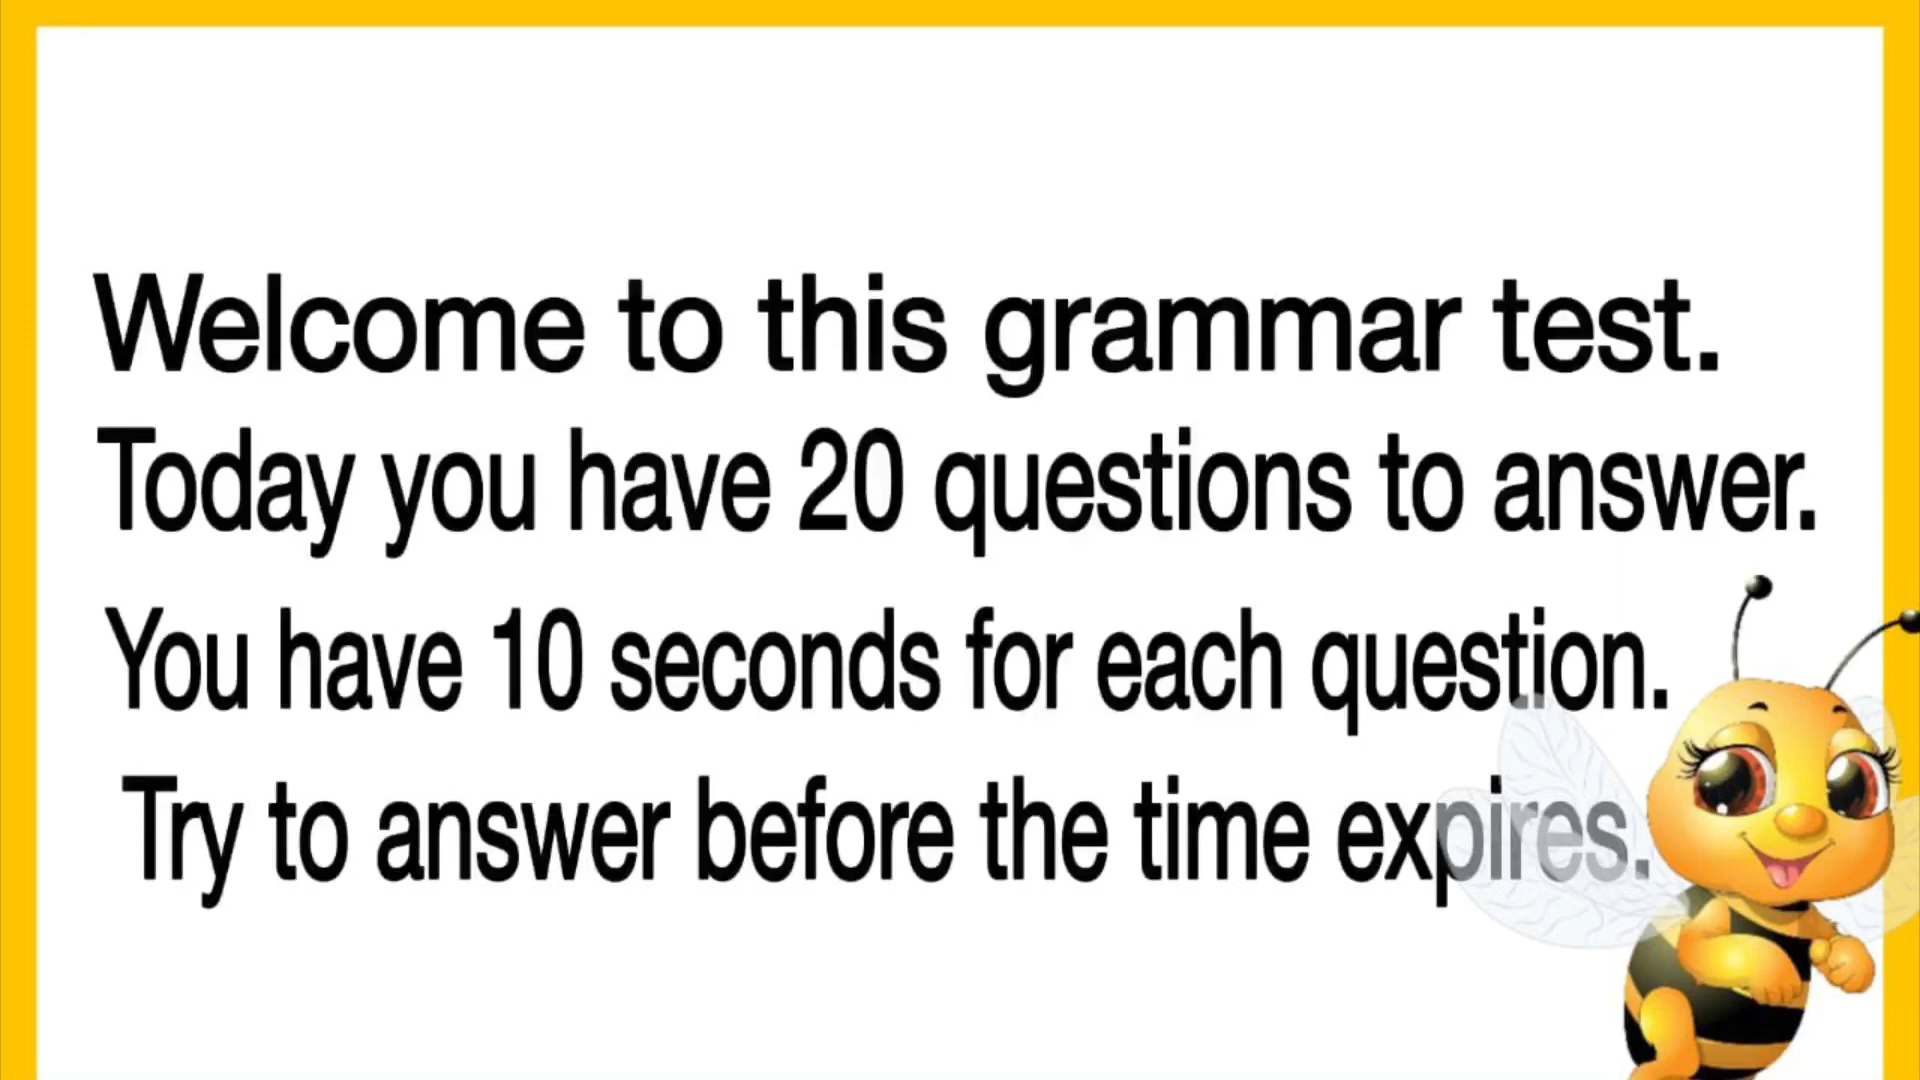 Welcome to this grammar test.
Today you have 20 questions to answer.
You have 10 seconds for each question.
Try to answer before the time expires.